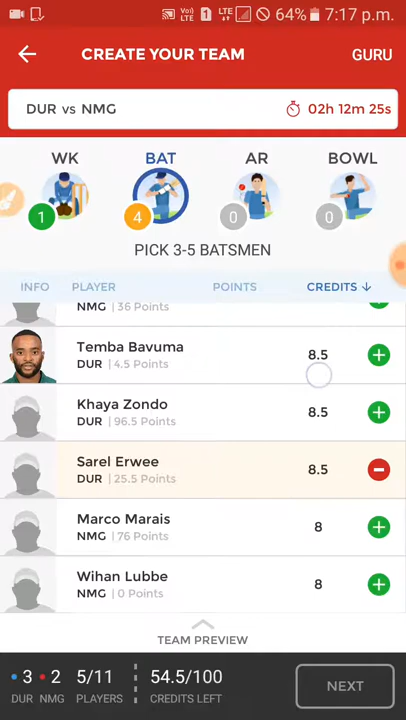 VoD LTE 1 LTE 64% 7:17 p.m.
CREATE YOUR TEAM GURU
DUR vs NMG 02h 12m 25s
WK BAT AR BOWL
1 4 0 0
PICK 3-5 BATSMEN
INFO PLAYER POINTS CREDITS ↓
NMG | 36 Points
Temba Bavuma
DUR | 4.5 Points 8.5
Khaya Zondo
DUR | 96.5 Points 8.5
Sarel Erwee
DUR | 25.5 Points 8.5
Marco Marais
NMG | 76 Points 8
Wihan Lubbe
NMG | 0 Points 8
TEAM PREVIEW
3 2 5/11 54.5/100 NEXT
DUR NMG PLAYERS CREDITS LEFT